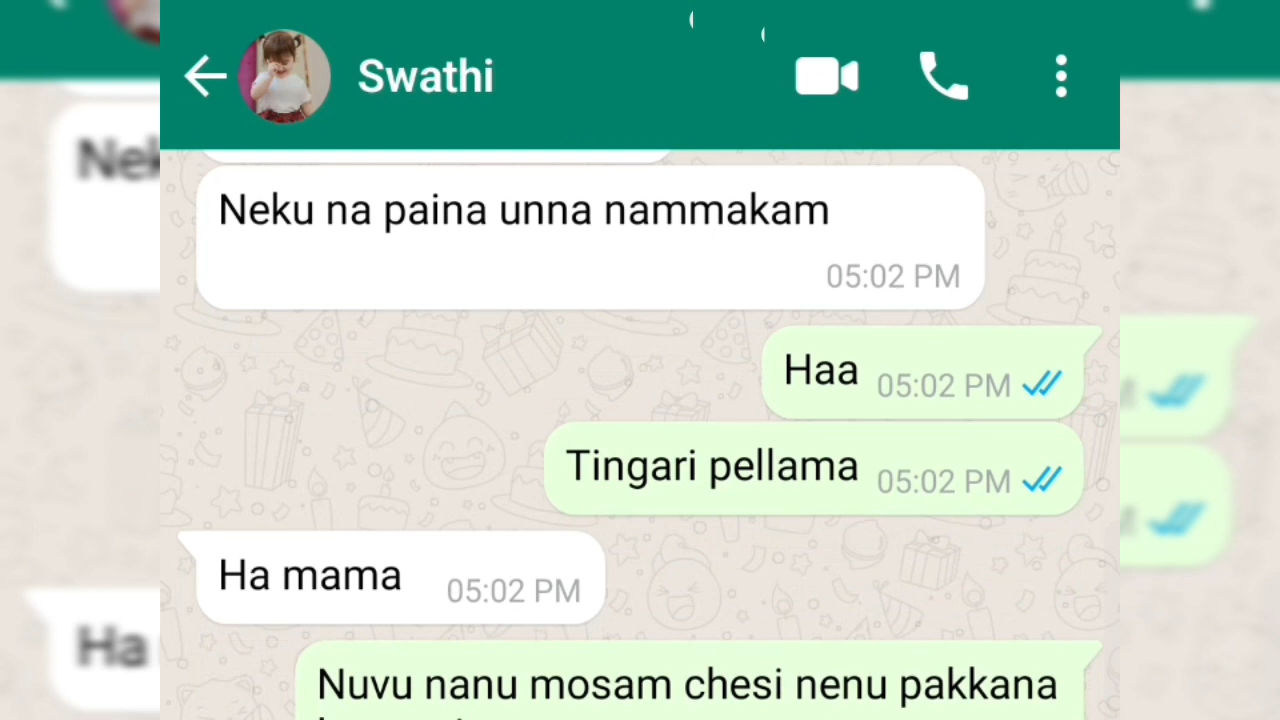 Swathi
Neku na paina unna nammakam
05:02 PM
Haa 05:02 PM
Tingari pellama 05:02 PM
Ha mama 05:02 PM
Nuvu nanu mosam chesi nenu pakkana